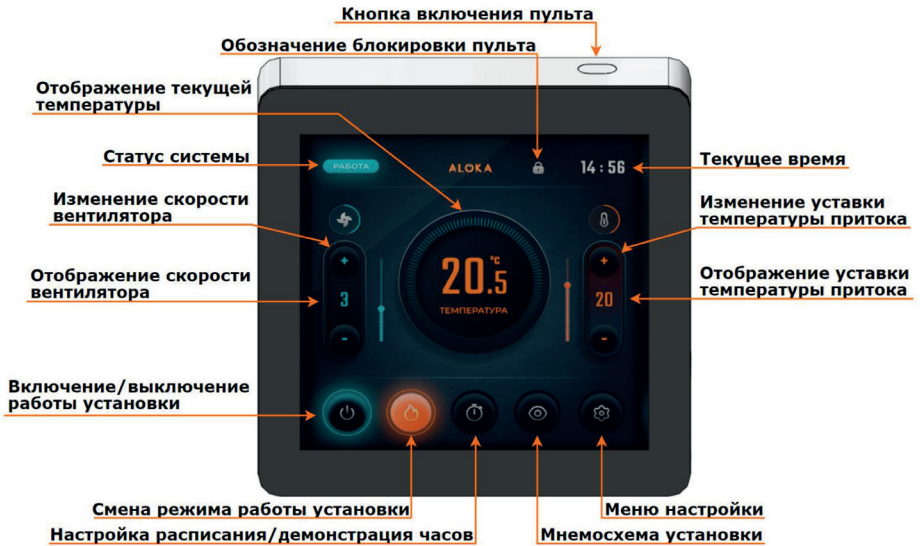 Кнопка включения пульта
Обозначение блокировки пульта
Отображение текущей
температуры
Статус системы
РАБОТА
ALOKA
14:56
Текущее время
Изменение скорости
вентилятора
Изменение уставки
температуры притока
+
+
Отображение скорости
вентилятора
3
20.5
°C
ТЕМПЕРАТУРА
20
Отображение уставки
температуры притока
-
-
Включение/выключение
работы установки
Смена режима работы установки
Меню настройки
Настройка расписания/демонстрация часов
Мнемосхема установки